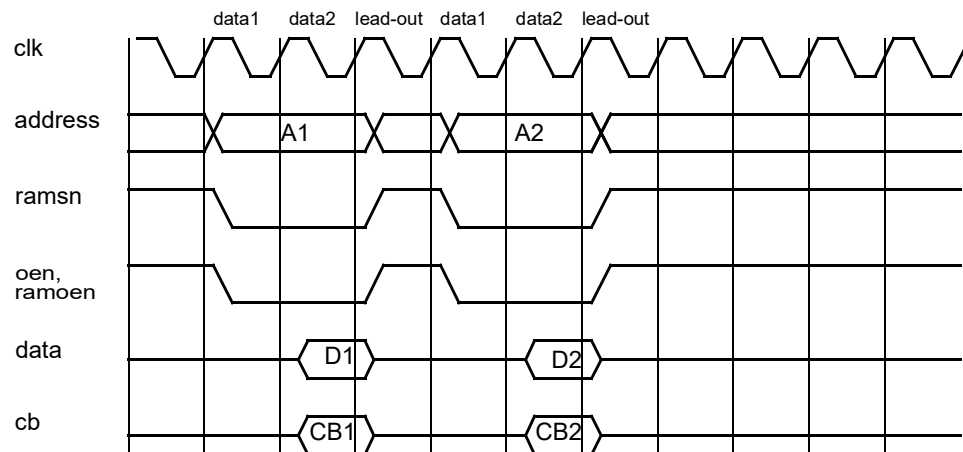 data1 data2 lead-out data1 data2 lead-out
clk
address
A1 A2
ramsn
oen,
ramoen
data
D1 D2
cb
CB1 CB2